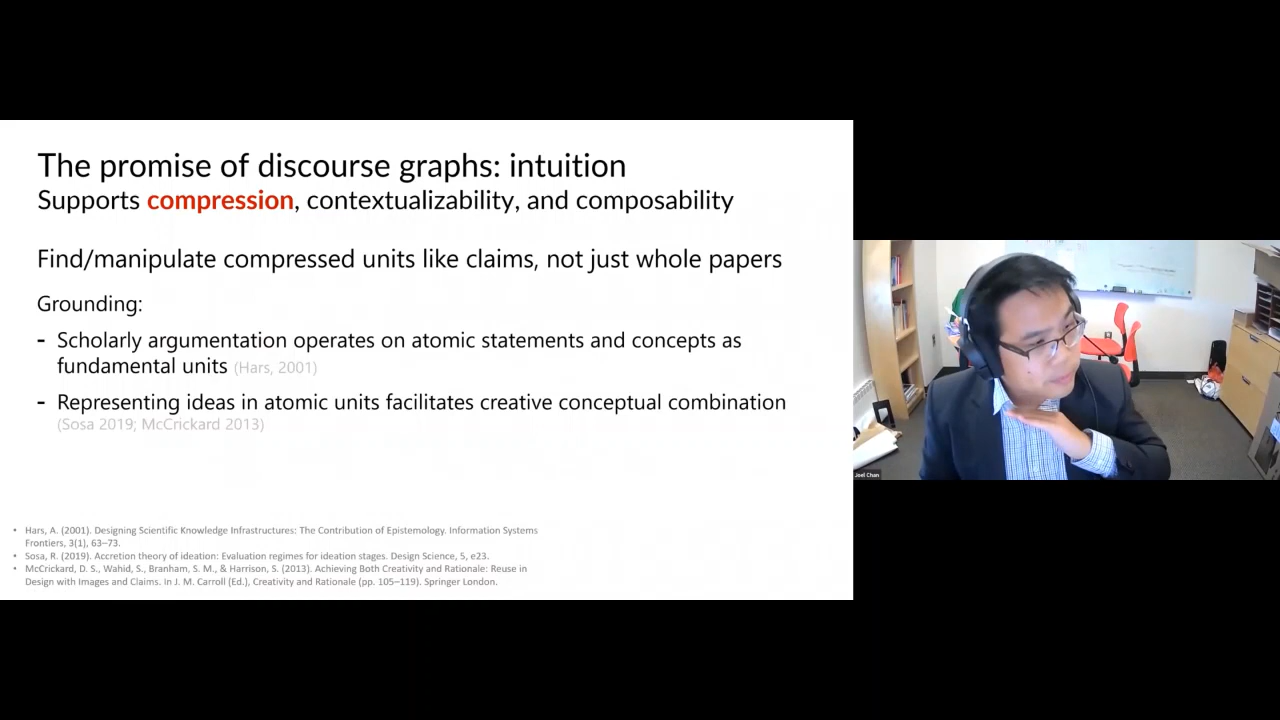 The promise of discourse graphs: intuition
Supports compression, contextualizability, and composability
Find/manipulate compressed units like claims, not just whole papers
Grounding:
- Scholarly argumentation operates on atomic statements and concepts as
fundamental units (Hars, 2001)
- Representing ideas in atomic units facilitates creative conceptual combination
(Sosa 2019; McCrickard 2013)
• Hars, A. (2001). Designing Scientific Knowledge Infrastructures: The Contribution of Epistemology. Information Systems
Frontiers, 3(1), 63–73.
• Sosa, R. (2019). Accretion theory of ideation: Evaluation regimes for ideation stages. Design Science, 5, e23.
• McCrickard, D. S., Wahid, S., Branham, S. M., & Harrison, S. (2013). Achieving Both Creativity and Rationale: Reuse in
Design with Images and Claims. In J. M. Carroll (Ed.), Creativity and Rationale (pp. 105–119). Springer London.
Joel Chan